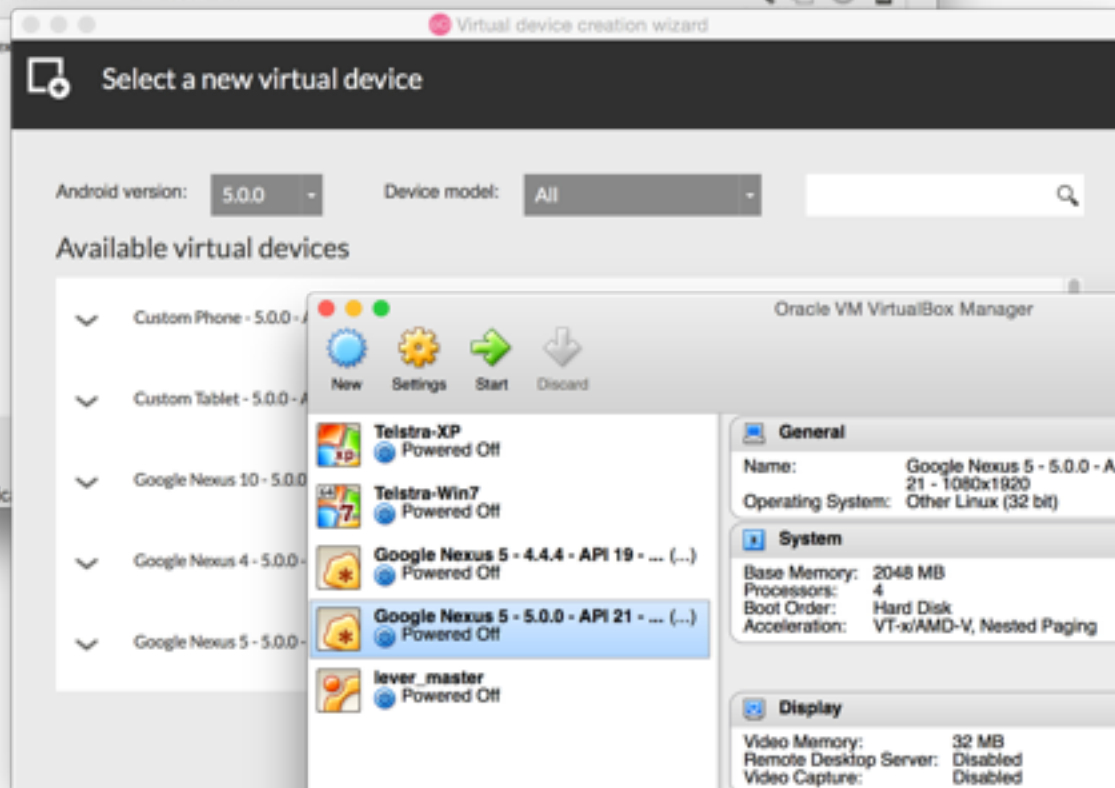 Virtual device creation wizard
Select a new virtual device
Android version: 5.0.0 Device model: All
Available virtual devices
Custom Phone - 5.0.0 -
Custom Tablet - 5.0.0 -
Google Nexus 10 - 5.0.0
Google Nexus 4 - 5.0.0 -
Google Nexus 5 - 5.0.0 -
Oracle VM VirtualBox Manager
New Settings Start Discard
Telstra-XP
Powered Off
Telstra-Win7
Powered Off
Google Nexus 5 - 4.4.4 - API 19 - ... (...)
Powered Off
Google Nexus 5 - 5.0.0 - API 21 - ... (...)
Powered Off
lever_master
Powered Off
General
Name: Google Nexus 5 - 5.0.0 - A
21 - 1080x1920
Operating System: Other Linux (32 bit)
System
Base Memory: 2048 MB
Processors: 4
Boot Order: Hard Disk
Acceleration: VT-x/AMD-V, Nested Paging
Display
Video Memory: 32 MB
Remote Desktop Server: Disabled
Video Capture: Disabled